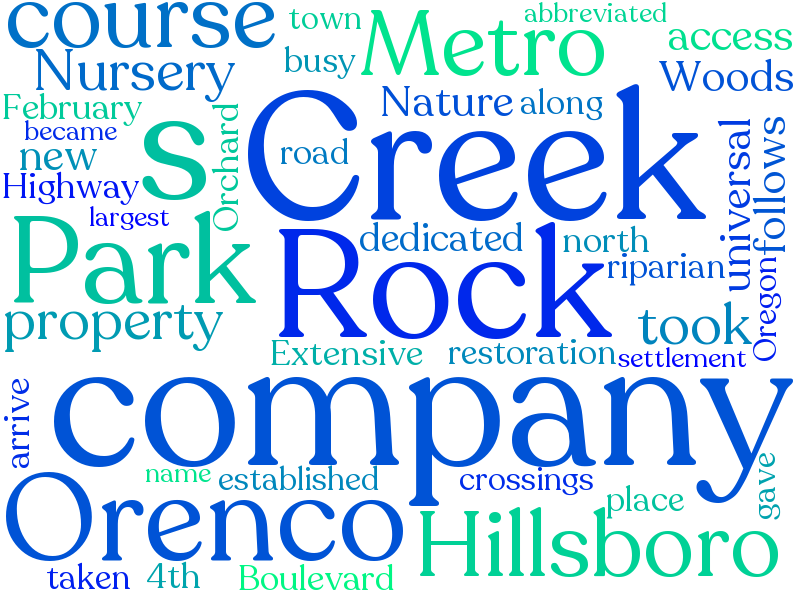 course
town
Metro
abbreviated
access
Nursery
busy
Woods
February
Nature
along
became
Orchard
s
Creek
road
universal
follows
new
Highway
largest
Park
dedicated
north
Rock
riparian
Oregon
property
took
Extensive
restoration
settlement
company
arrive
name
established
crossings
gave
Orenco
place
Hillsboro
taken
4th
Boulevard